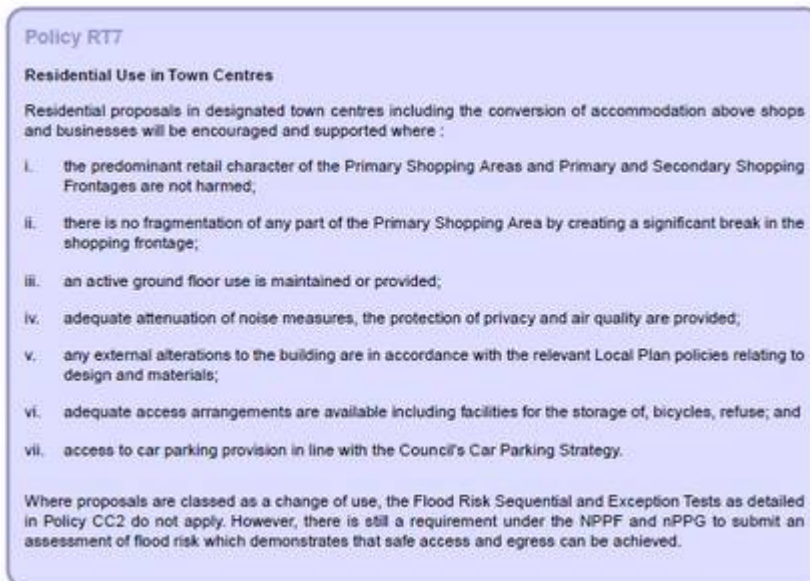 Policy RT7
Residential Use in Town Centres
Residential proposals in designated town centres including the conversion of accommodation above shops
and businesses will be encouraged and supported where :
i. the predominant retail character of the Primary Shopping Areas and Primary and Secondary Shopping
Frontages are not harmed;
ii. there is no fragmentation of any part of the Primary Shopping Area by creating a significant break in the
shopping frontage;
iii. an active ground floor use is maintained or provided;
iv. adequate attenuation of noise measures, the protection of privacy and air quality are provided;
v. any external alterations to the building are in accordance with the relevant Local Plan policies relating to
design and materials;
vi. adequate access arrangements are available including facilities for the storage of, bicycles, refuse; and
vii. access to car parking provision in line with the Council's Car Parking Strategy.
Where proposals are classed as a change of use, the Flood Risk Sequential and Exception Tests as detailed
in Policy CC2 do not apply. However, there is still a requirement under the NPPF and nPPG to submit an
assessment of flood risk which demonstrates that safe access and egress can be achieved.